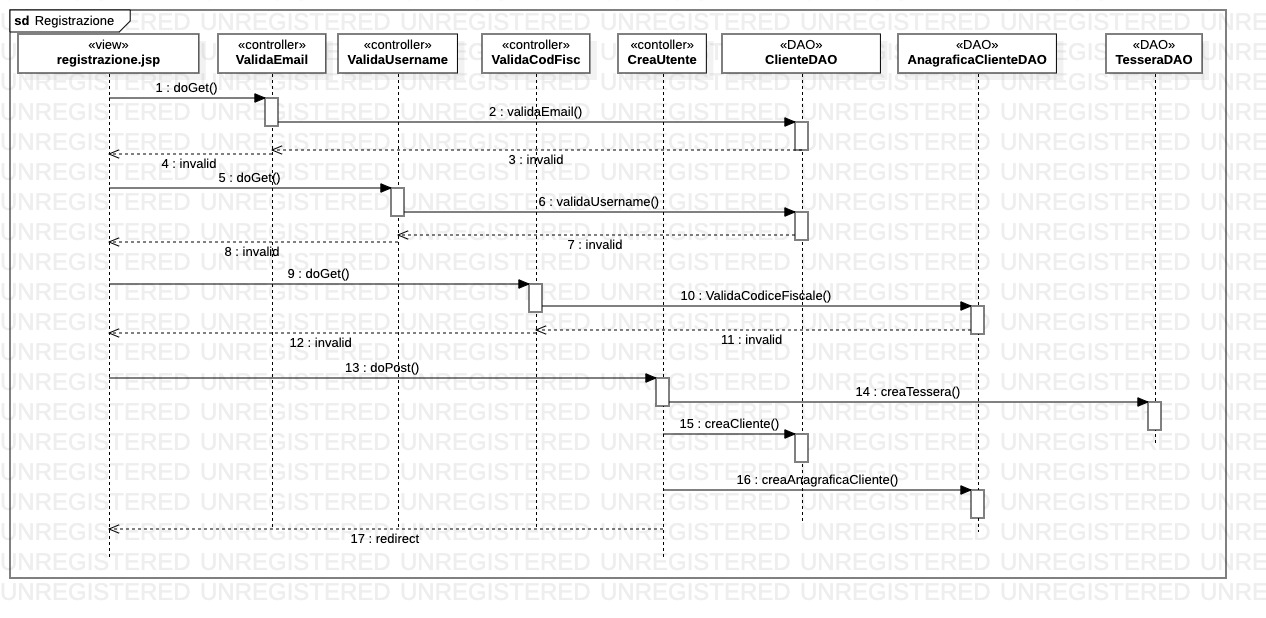 sd Registrazione
«view»
registrazione.jsp
«controller»
ValidaEmail
«controller»
ValidaUsername
«controller»
ValidaCodFisc
«contoller»
CreaUtente
«DAO»
ClienteDAO
«DAO»
AnagraficaClienteDAO
«DAO»
TesseraDAO
1 : doGet()
2 : validaEmail()
3 : invalid
4 : invalid
5 : doGet()
6 : validaUsername()
7 : invalid
8 : invalid
9 : doGet()
10 : ValidaCodiceFiscale()
11 : invalid
12 : invalid
13 : doPost()
14 : creaTessera()
15 : creaCliente()
16 : creaAnagraficaCliente()
17 : redirect
UNREGISTERED UNREGISTERED UNREGISTERED UNREGISTERED UNREGISTERED UNREGISTERED UNRE